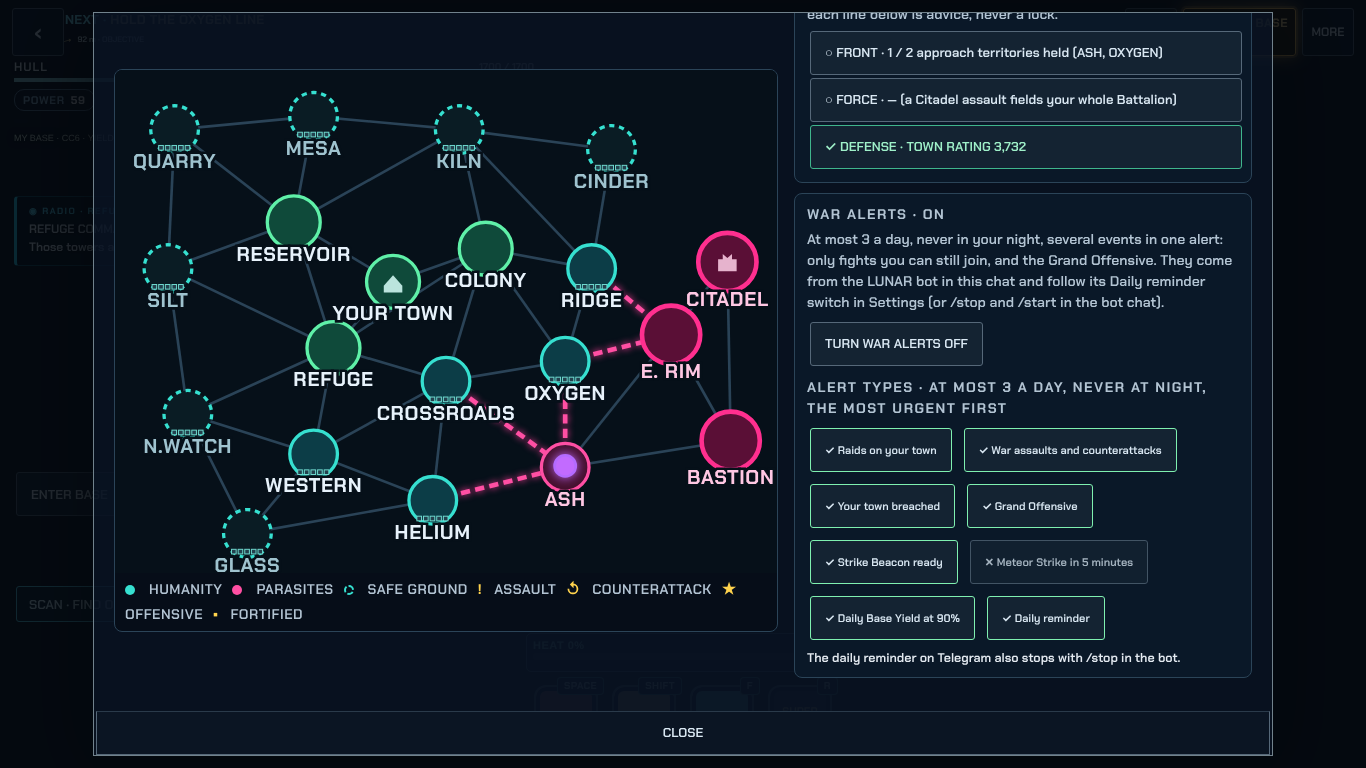 NEXT · HOLD THE OXYGEN LINE
HULL
POWER 59
MORE
each line below is advice, never a lock.
○ FRONT · 1 / 2 approach territories held (ASH, OXYGEN)
○ FORCE · — (a Citadel assault fields your whole Battalion)
✓ DEFENSE · TOWN RATING 3,732
WAR ALERTS · ON
At most 3 a day, never in your night, several events in one alert:
only fights you can still join, and the Grand Offensive. They come
from the LUNAR bot in this chat and follow its Daily reminder
switch in Settings (or /stop and /start in the bot chat).
TURN WAR ALERTS OFF
ALERT TYPES · AT MOST 3 A DAY, NEVER AT NIGHT,
THE MOST URGENT FIRST
✓ Raids on your town
✓ War assaults and counterattacks
✓ Your town breached
✓ Grand Offensive
✓ Strike Beacon ready
✕ Meteor Strike in 5 minutes
✓ Daily Base Yield at 90%
✓ Daily reminder
The daily reminder on Telegram also stops with /stop in the bot.
QUARRY
MESA
KILN
CINDER
RESERVOIR
COLONY
YOUR TOWN
RIDGE
CITADEL
SILT
REFUGE
OXYGEN
E. RIM
CROSSROADS
N.WATCH
WESTERN
HELIUM
ASH
BASTION
GLASS
HUMANITY PARASITES SAFE GROUND ! ASSAULT COUNTERATTACK
OFFENSIVE FORTIFIED
SPACE
SHIFT
CLOSE